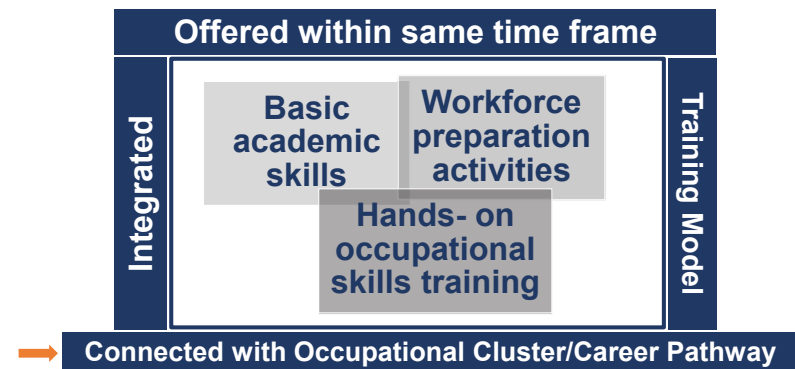 Offered within same time frame
Integrated
Basic
academic
skills
Workforce
preparation
activities
Hands- on
occupational
skills training
Training Model
Connected with Occupational Cluster/Career Pathway